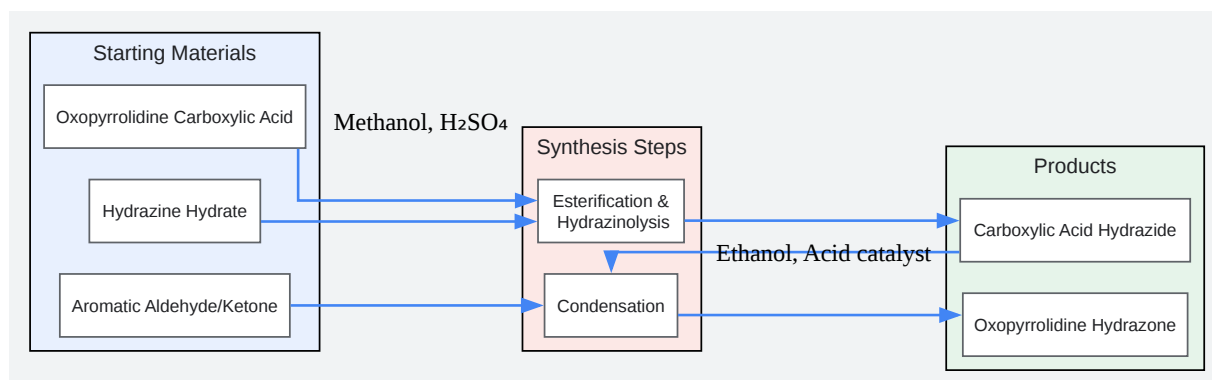 Starting Materials
Oxopyrrolidine Carboxylic Acid
Hydrazine Hydrate
Aromatic Aldehyde/Ketone
Methanol, H₂SO₄
Synthesis Steps
Esterification &
Hydrazinolysis
Condensation
Ethanol, Acid catalyst
Products
Carboxylic Acid Hydrazide
Oxopyrrolidine Hydrazone